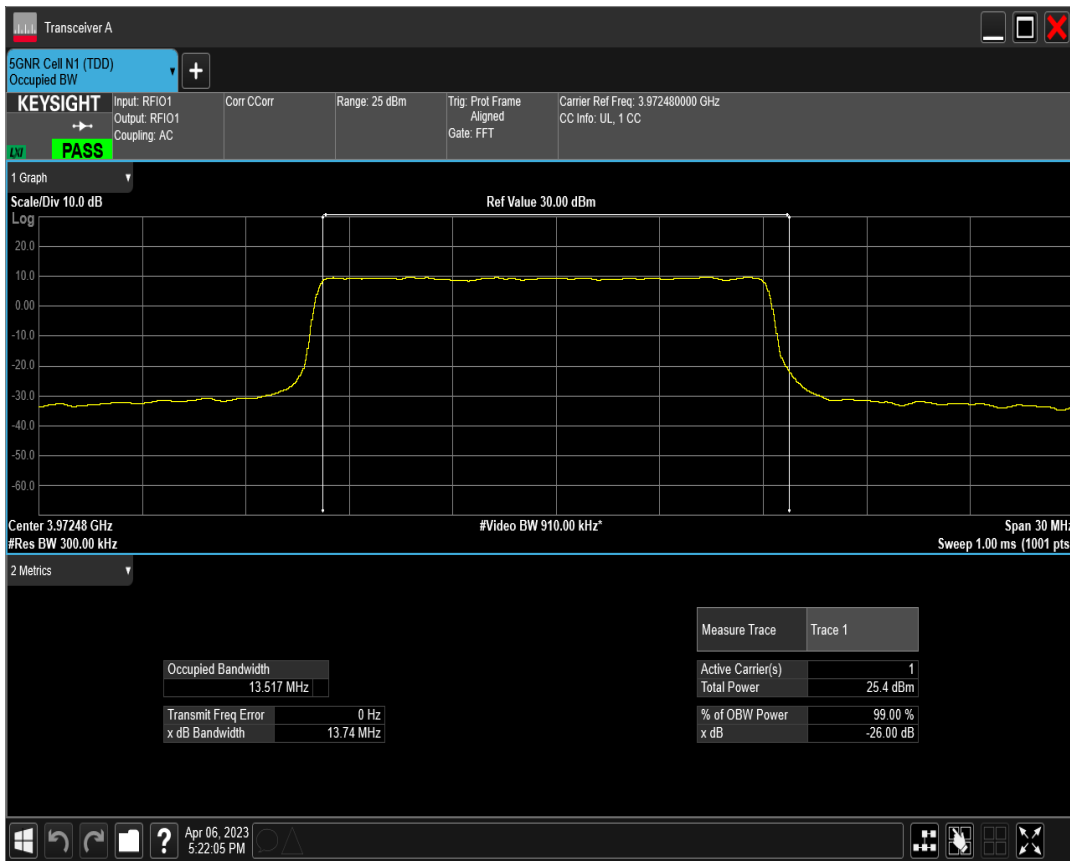 Transceiver A
5GNR Cell N1 (TDD)
Occupied BW
+
KEYSIGHT
Input: RFIO1
Output: RFIO1
Coupling: AC
Corr CCorr
Range: 25 dBm
Trig: Prot Frame
Aligned
Gate: FFT
Carrier Ref Freq: 3.972480000 GHz
CC Info: UL, 1 CC
LXI
PASS
1 Graph
Scale/Div 10.0 dB
Ref Value 30.00 dBm
Log
20.0
10.0
0.00
-10.0
-20.0
-30.0
-40.0
-50.0
-60.0
Center 3.97248 GHz
#Video BW 910.00 kHz*
Span 30 MHz
#Res BW 300.00 kHz
Sweep 1.00 ms (1001 pts
2 Metrics
Measure Trace Trace 1
Occupied Bandwidth
13.517 MHz
Active Carrier(s) 1
Total Power 25.4 dBm
Transmit Freq Error 0 Hz
x dB Bandwidth 13.74 MHz
% of OBW Power 99.00 %
x dB -26.00 dB
?
Apr 06, 2023
5:22:05 PM